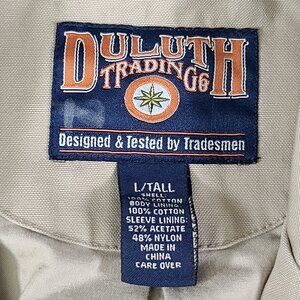 DULUTH
TRADING Co
Designed & Tested by Tradesmen
L/TALL
SHELL:
100% COTTON
BODY LINING:
100% COTTON
SLEEVE LINING:
52% ACETATE
48% NYLON
MADE IN
CHINA
CARE OVER